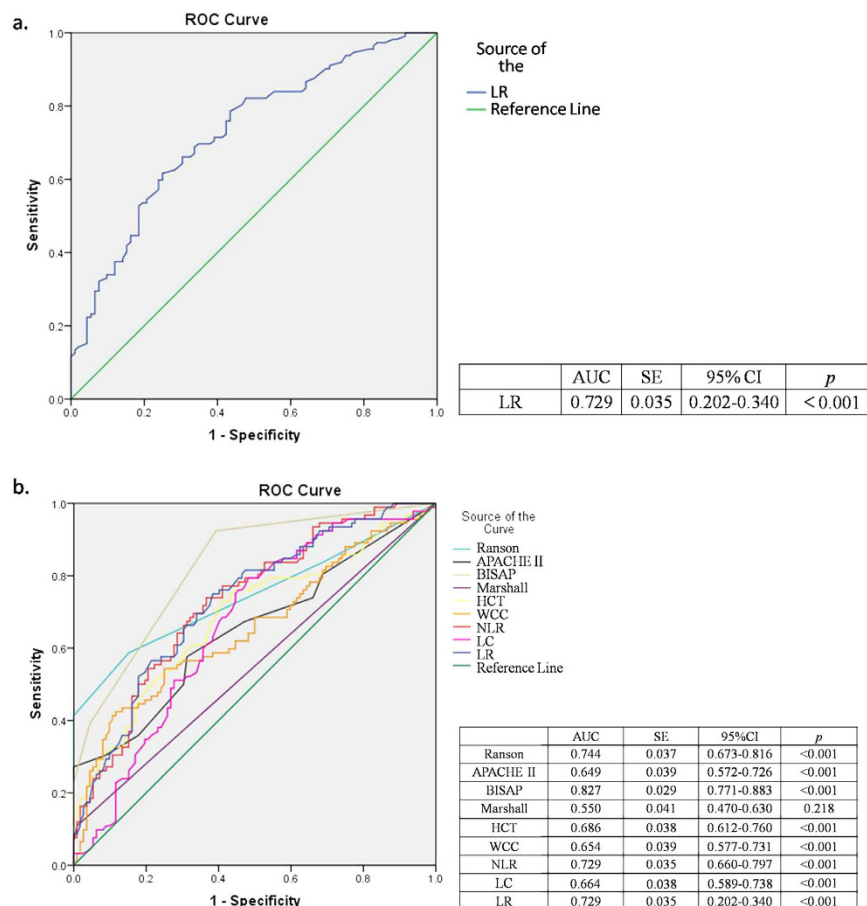 a.
ROC Curve
1.0
0.8
0.6
0.4
0.2
0.0
Sensitivity
0.0 0.2 0.4 0.6 0.8 1.0
1 - Specificity
Source of
the
LR
Reference Line
AUC SE 95% CI p
LR 0.729 0.035 0.202-0.340 < 0.001
b.
ROC Curve
1.0
0.8
0.6
0.4
0.2
0.0
Sensitivity
0.0 0.2 0.4 0.6 0.8 1.0
1 - Specificity
Source of the
Curve
Ranson
APACHE II
BISAP
Marshall
HCT
WCC
NLR
LC
LR
Reference Line
AUC SE 95%CI p
Ranson 0.744 0.037 0.673-0.816 <0.001
APACHE II 0.649 0.039 0.572-0.726 <0.001
BISAP 0.827 0.029 0.771-0.883 <0.001
Marshall 0.550 0.041 0.470-0.630 0.218
HCT 0.686 0.038 0.612-0.760 <0.001
WCC 0.654 0.039 0.577-0.731 <0.001
NLR 0.729 0.035 0.660-0.797 <0.001
LC 0.664 0.038 0.589-0.738 <0.001
LR 0.729 0.035 0.202-0.340 <0.001